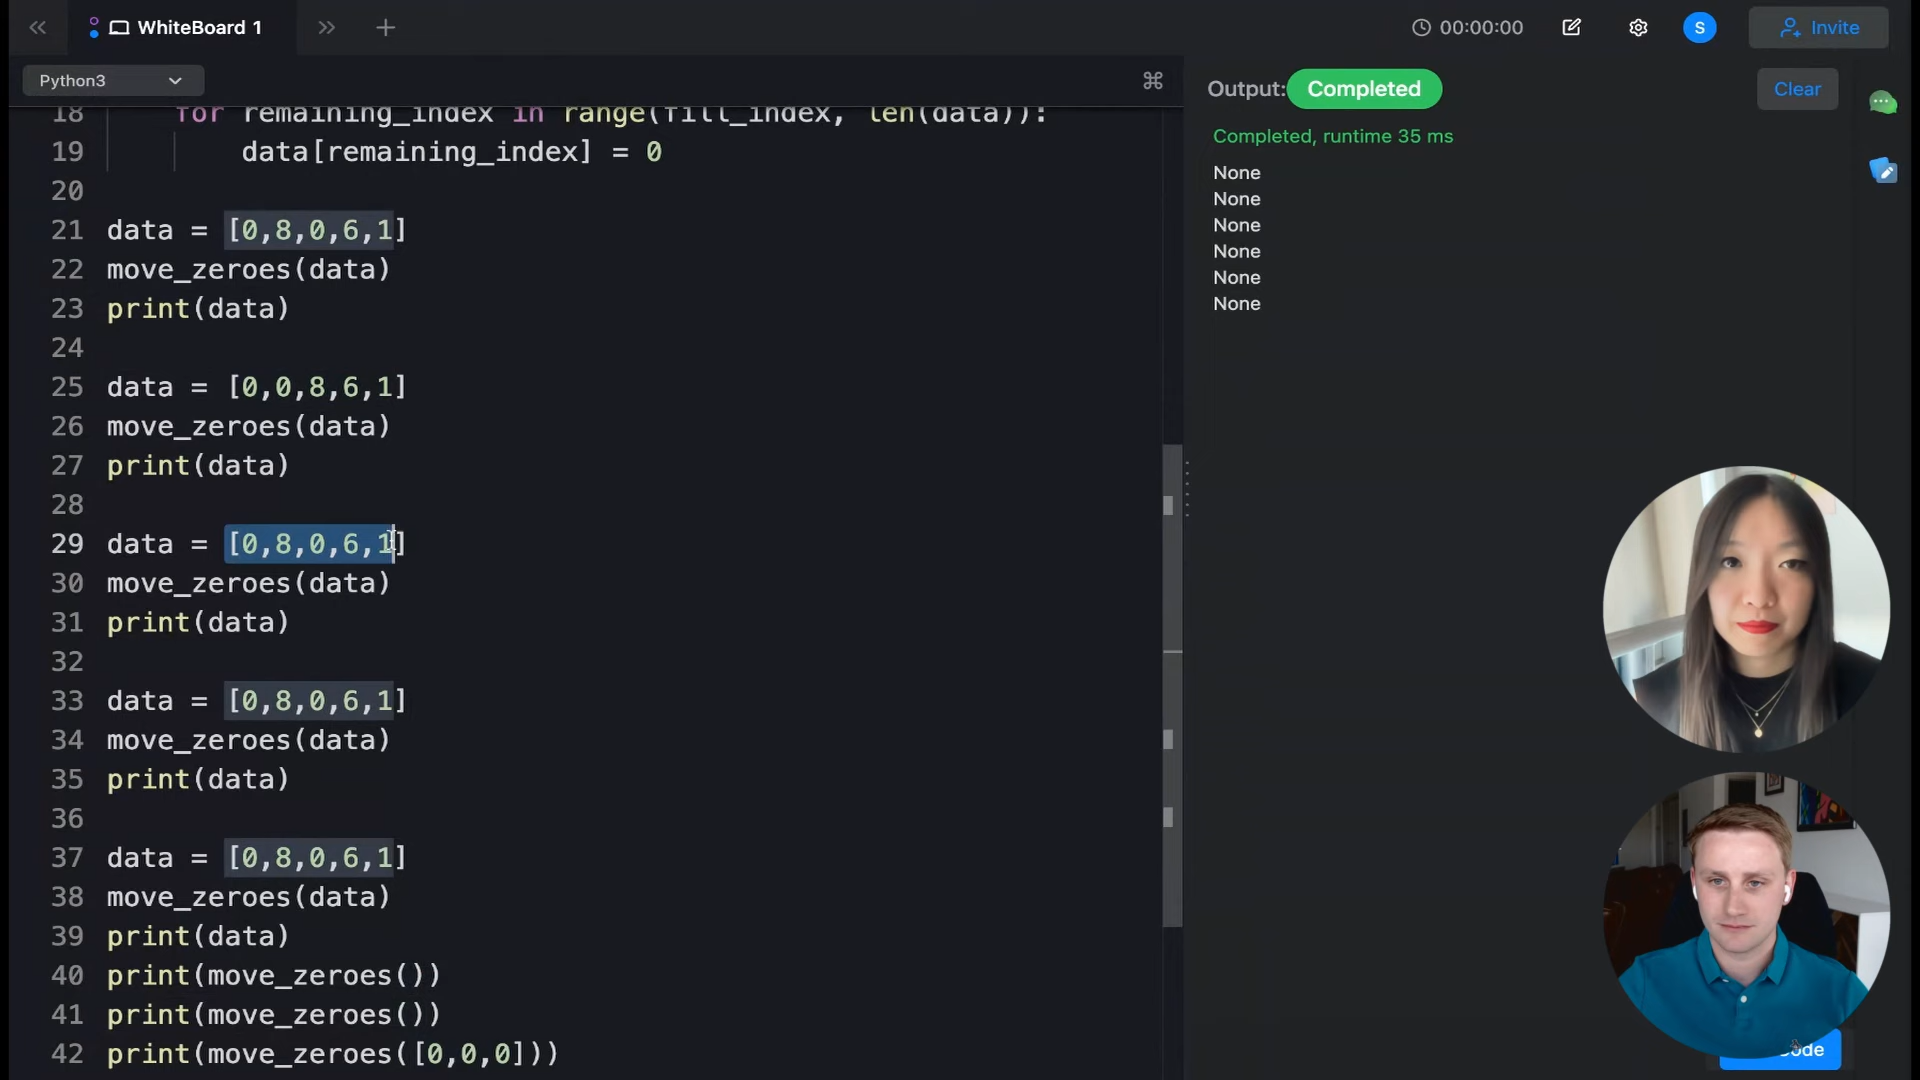 WhiteBoard 1
00:00:00
S
Invite
Python3
Output:
Completed
Clear
Completed, runtime 35 ms
None
None
None
None
None
None
18 for remaining_index in range(fill_index, len(data)):
19 data[remaining_index] = 0
20
21 data = [0,8,0,6,1]
22 move_zeroes(data)
23 print(data)
24
25 data = [0,0,8,6,1]
26 move_zeroes(data)
27 print(data)
28
29 data = [0,8,0,6,1]
30 move_zeroes(data)
31 print(data)
32
33 data = [0,8,0,6,1]
34 move_zeroes(data)
35 print(data)
36
37 data = [0,8,0,6,1]
38 move_zeroes(data)
39 print(data)
40 print(move_zeroes())
41 print(move_zeroes())
42 print(move_zeroes([0,0,0]))